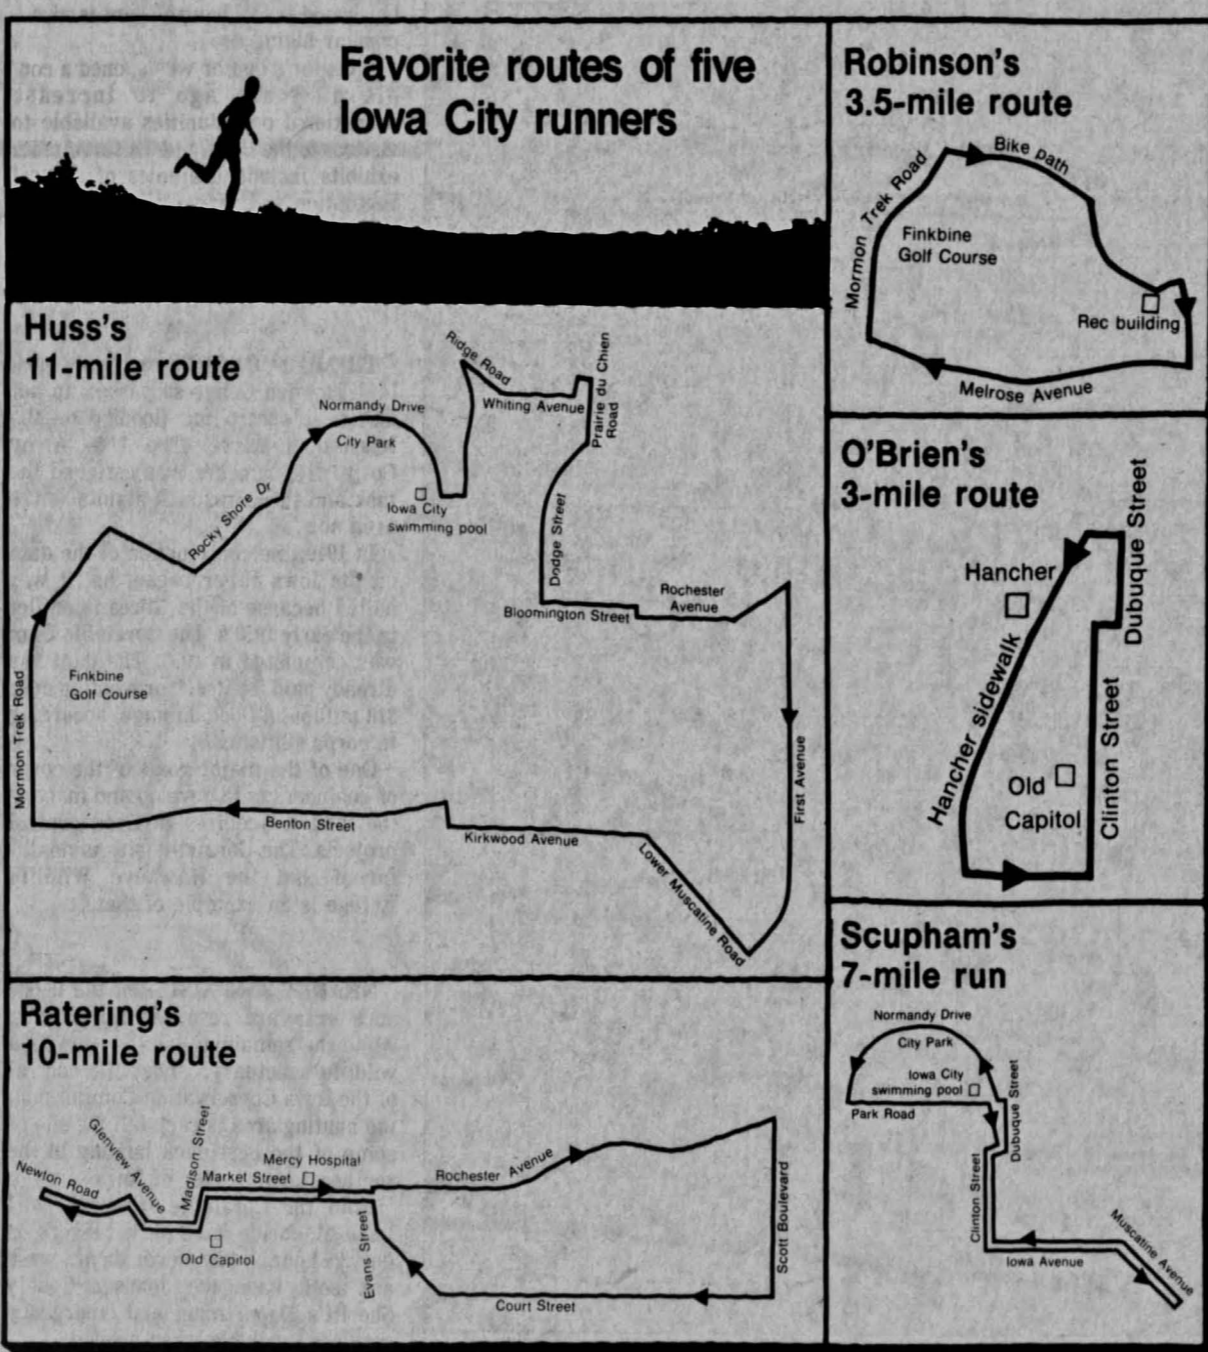 Favorite routes of five
Iowa City runners
Huss's
11-mile route
Ridge Road
Whiting Avenue
Prairie du Chien
Road
Normandy Drive
City Park
Iowa City
swimming pool
Rocky Shore Dr
Dodge Street
Bloomington Street
Rochester
Avenue
Mormon Trek Road
Finkbine
Golf Course
First Avenue
Benton Street
Kirkwood Avenue
Lower Muscatine Road
Ratering's
10-mile route
Newton Road
Glenview Avenue
Madison Street
Market Street
Mercy Hospital
Old Capitol
Evans Street
Rochester Avenue
Scott Boulevard
Court Street
Robinson's
3.5-mile route
Mormon Trek Road
Bike path
Finkbine
Golf Course
Rec building
Melrose Avenue
O'Brien's
3-mile route
Hancher
Dubuque Street
Hancher sidewalk
Old
Capitol
Clinton Street
Scupham's
7-mile run
Normandy Drive
City Park
Iowa City
swimming pool
Park Road
Dubuque Street
Clinton Street
Iowa Avenue
Muscatine Avenue